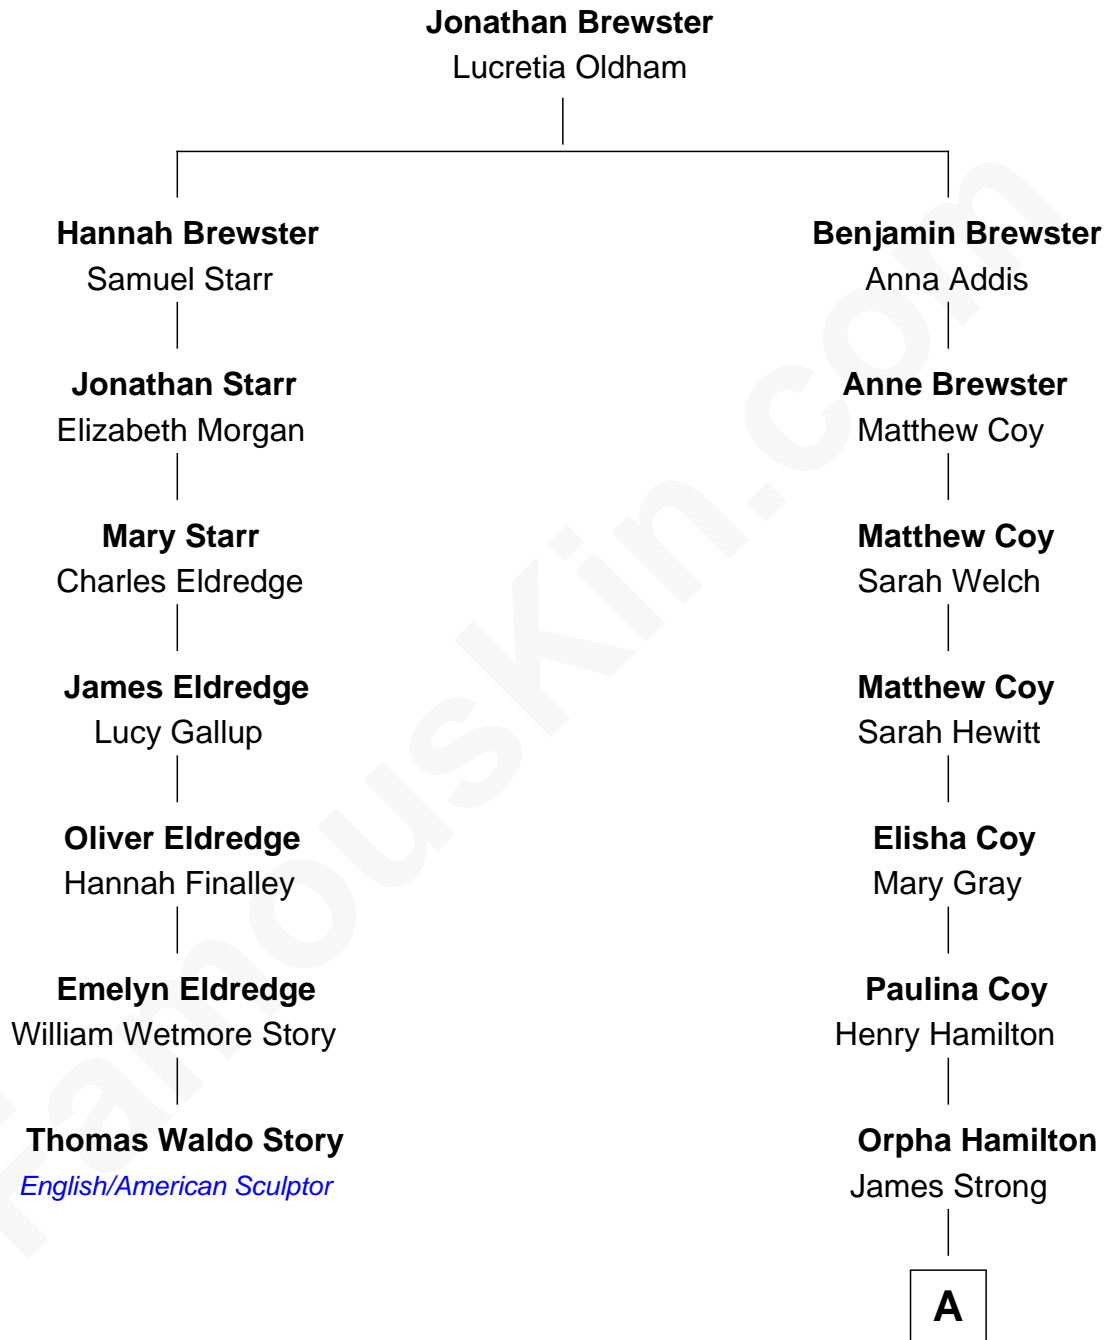 Jonathan Brewster
Lucretia Oldham
Hannah Brewster
Samuel Starr
Jonathan Starr
Elizabeth Morgan
Mary Starr
Charles Eldredge
James Eldredge
Lucy Gallup
Oliver Eldredge
Hannah Finalley
Emelyn Eldredge
William Wetmore Story
Thomas Waldo Story
English/American Sculptor
Benjamin Brewster
Anna Addis
Anne Brewster
Matthew Coy
Matthew Coy
Sarah Welch
Matthew Coy
Sarah Hewitt
Elisha Coy
Mary Gray
Paulina Coy
Henry Hamilton
Orpha Hamilton
James Strong
A
FamousKin.com